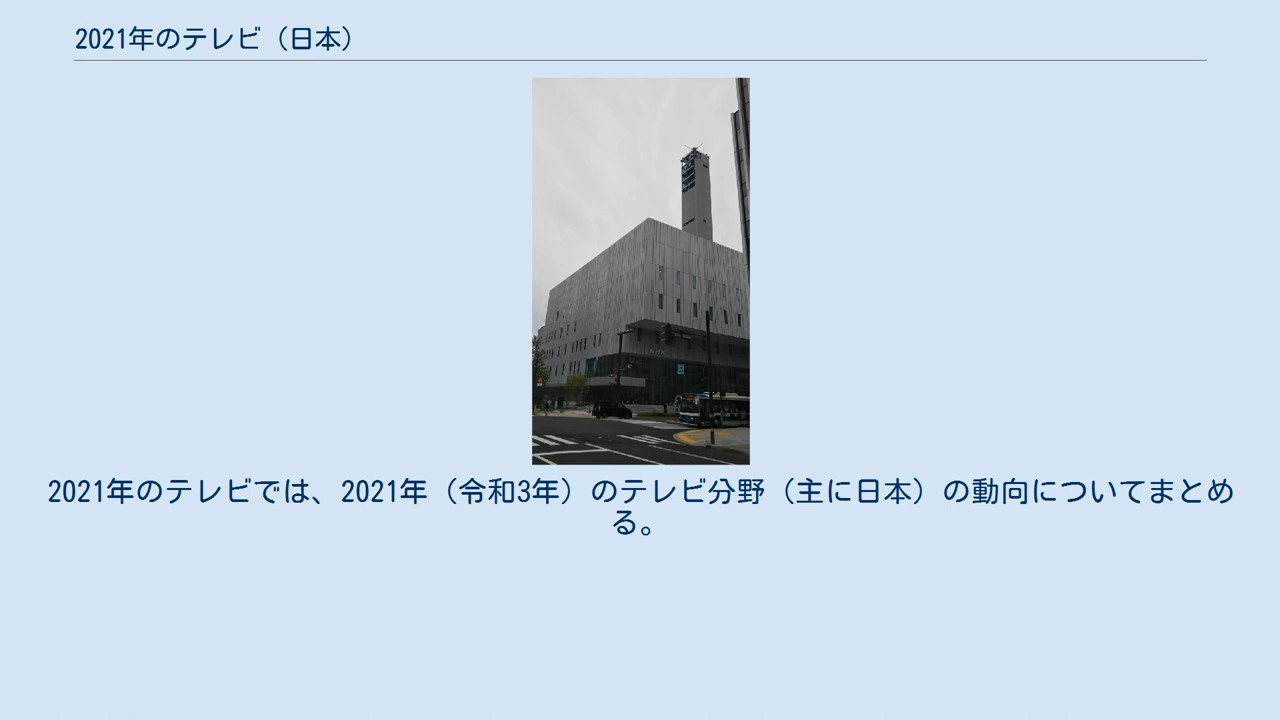 2021年のテレビ（日本）
NHK
2021年のテレビでは、2021年（令和3年）のテレビ分野（主に日本）の動向についてまとめ
る。